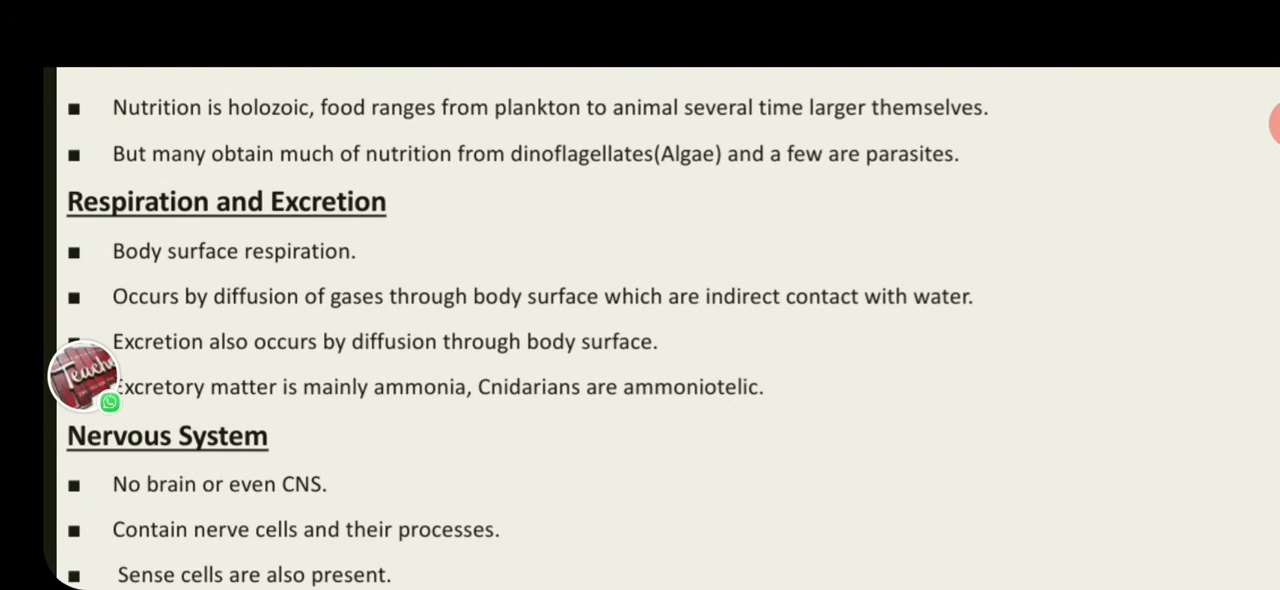 Nutrition is holozoic, food ranges from plankton to animal several time larger themselves.
But many obtain much of nutrition from dinoflagellates(Algae) and a few are parasites.
Respiration and Excretion
Body surface respiration.
Occurs by diffusion of gases through body surface which are indirect contact with water.
Excretion also occurs by diffusion through body surface.
Excretory matter is mainly ammonia, Cnidarians are ammoniotelic.
Nervous System
No brain or even CNS.
Contain nerve cells and their processes.
Sense cells are also present.